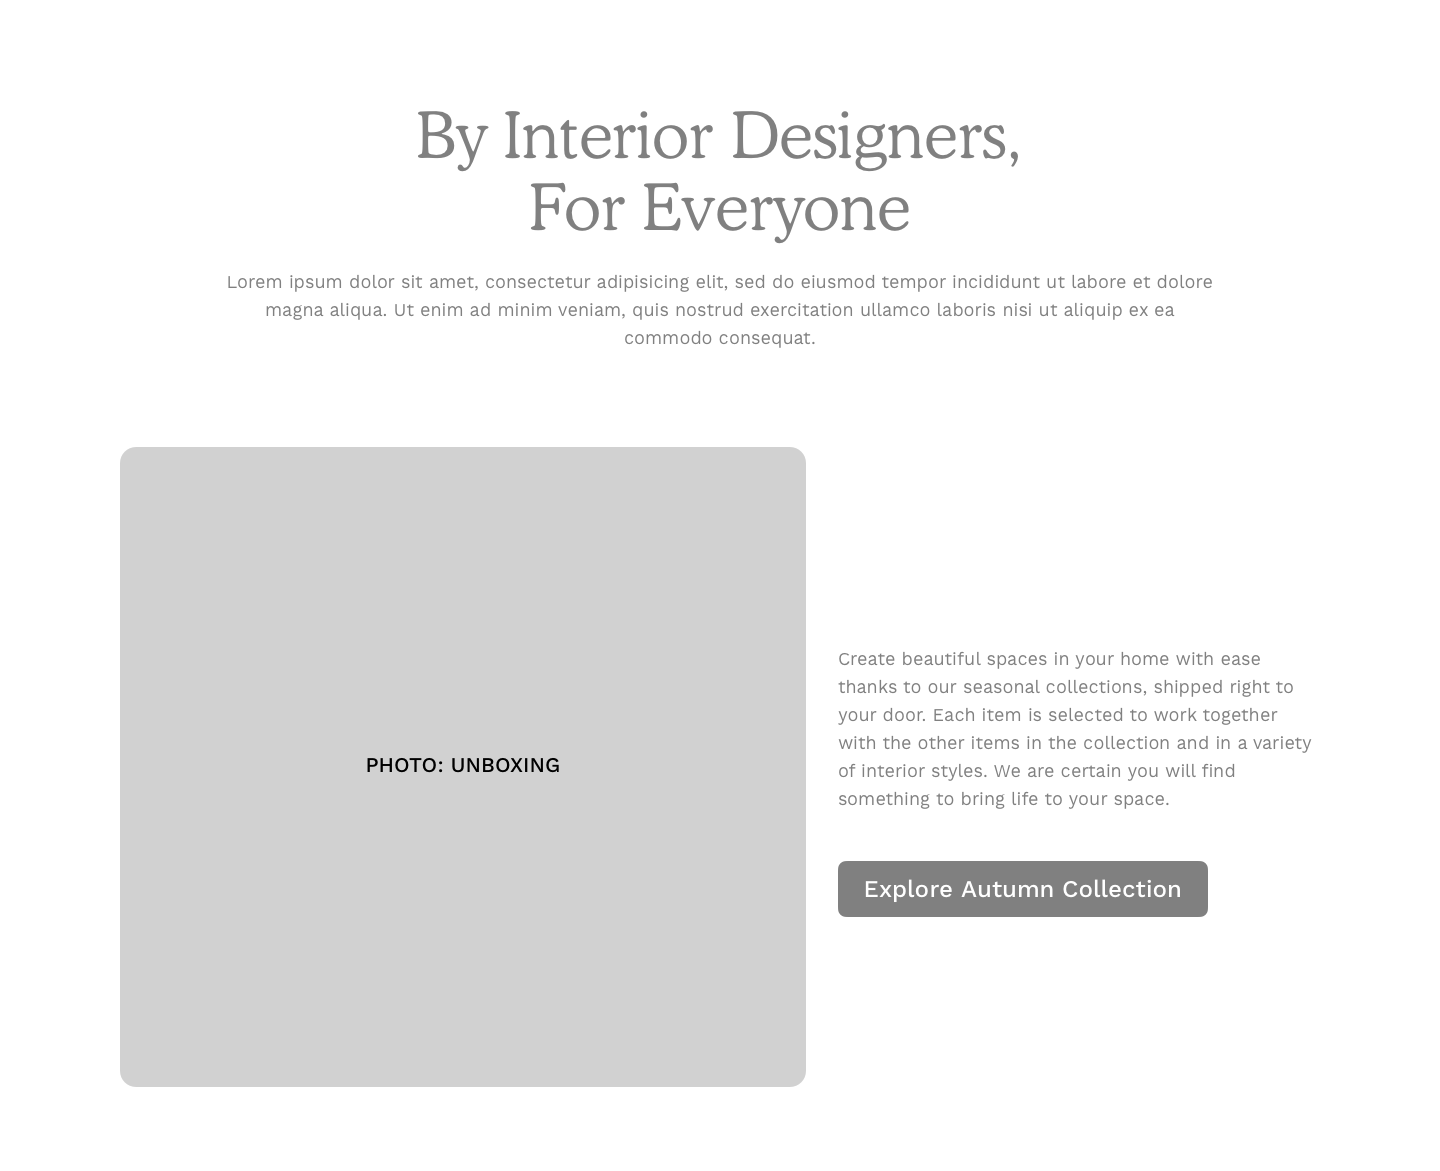 By Interior Designers,
For Everyone
Lorem ipsum dolor sit amet, consectetur adipisicing elit, sed do eiusmod tempor incididunt ut labore et dolore
magna aliqua. Ut enim ad minim veniam, quis nostrud exercitation ullamco laboris nisi ut aliquip ex ea
commodo consequat.
PHOTO: UNBOXING
Create beautiful spaces in your home with ease
thanks to our seasonal collections, shipped right to
your door. Each item is selected to work together
with the other items in the collection and in a variety
of interior styles. We are certain you will find
something to bring life to your space.
Explore Autumn Collection